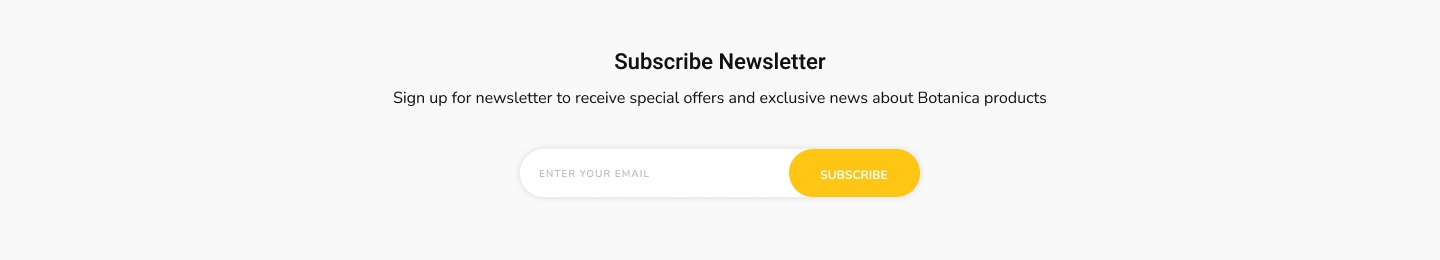 Subscribe Newsletter
Sign up for newsletter to receive special offers and exclusive news about Botanica products
ENTER YOUR EMAIL
SUBSCRIBE